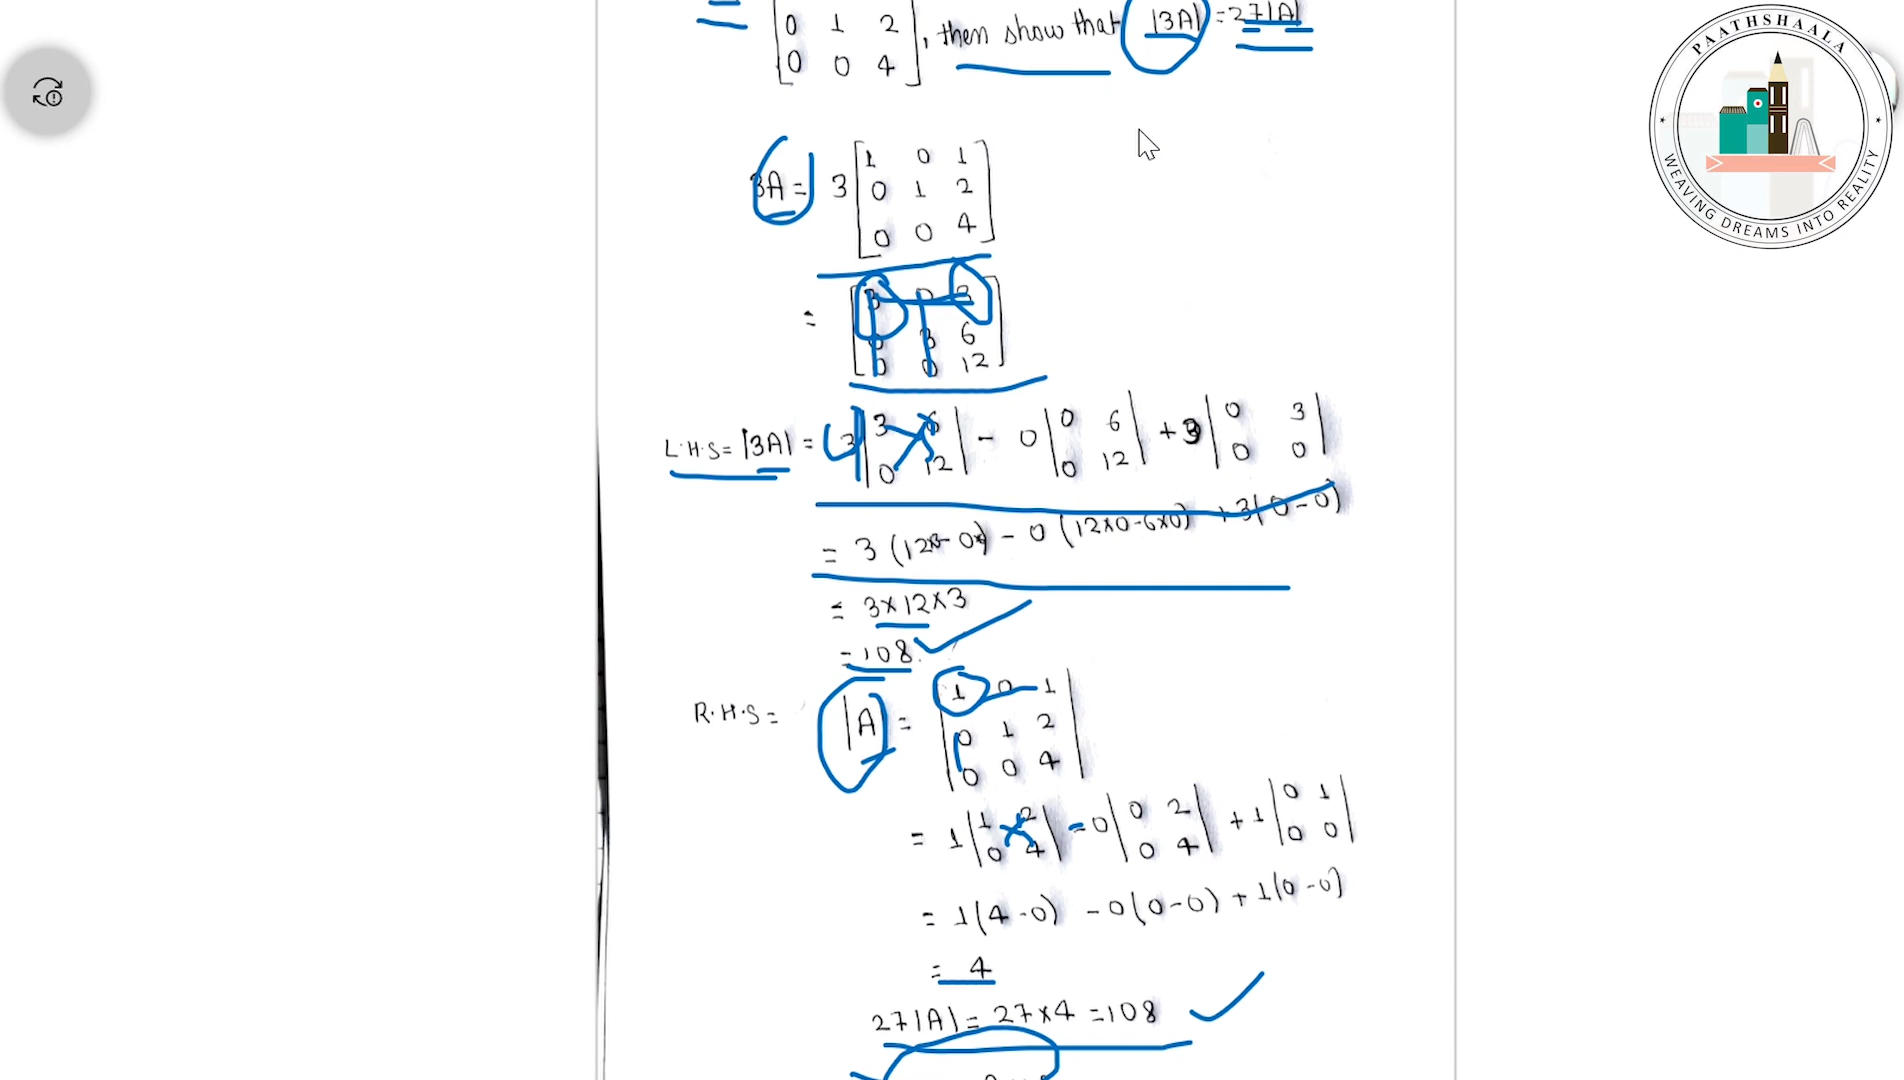 0 1 2 , then show that |3A| = 27|A|
0 0 4
3A = 3 1 0 1
0 1 2
0 0 4
= 3 0 3
0 3 6
0 0 12
L.H.S = |3A| = 3 |3 6| - 0 |0 6| + 3 |0 3|
|0 12| |0 12| |0 0|
= 3 (12×3 - 0×6) - 0 (12×0-6×0) + 3(0-0)
= 3×12×3
= 108.
R.H.S = |A| = 1 0 1
0 1 2
0 0 4
= 1 |1 2| - 0 |0 2| + 1 |0 1|
|0 4| |0 4| |0 0|
= 1(4-0) - 0(0-0) + 1(0-0)
= 4
27|A| = 27×4 = 108
PAATHSHAALA
WEAVING DREAMS INTO REALITY